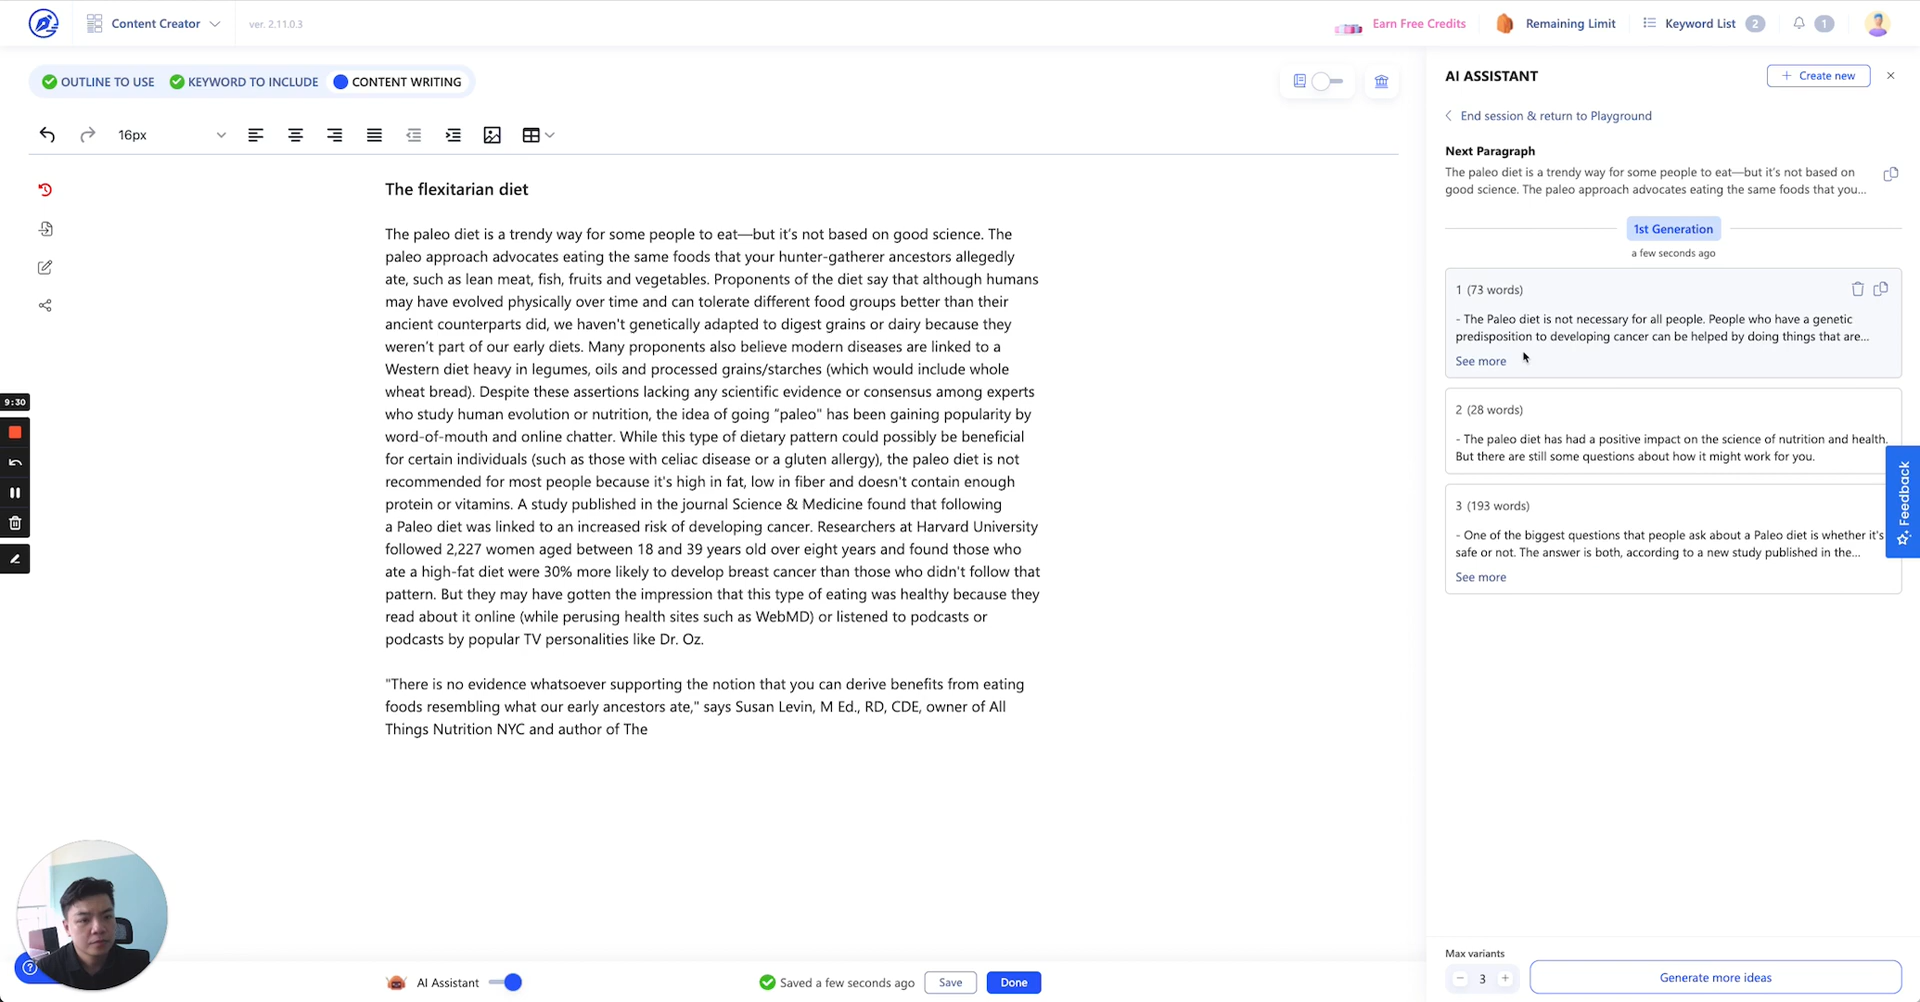 Content Creator
ver. 2.11.0.3
Earn Free Credits
Remaining Limit
Keyword List 2
1
OUTLINE TO USE
KEYWORD TO INCLUDE
CONTENT WRITING
16px
The flexitarian diet
The paleo diet is a trendy way for some people to eat—but it's not based on good science. The
paleo approach advocates eating the same foods that your hunter-gatherer ancestors allegedly
ate, such as lean meat, fish, fruits and vegetables. Proponents of the diet say that although humans
may have evolved physically over time and can tolerate different food groups better than their
ancient counterparts did, we haven't genetically adapted to digest grains or dairy because they
weren't part of our early diets. Many proponents also believe modern diseases are linked to a
Western diet heavy in legumes, oils and processed grains/starches (which would include whole
wheat bread). Despite these assertions lacking any scientific evidence or consensus among experts
who study human evolution or nutrition, the idea of going "paleo" has been gaining popularity by
word-of-mouth and online chatter. While this type of dietary pattern could possibly be beneficial
for certain individuals (such as those with celiac disease or a gluten allergy), the paleo diet is not
recommended for most people because it's high in fat, low in fiber and doesn't contain enough
protein or vitamins. A study published in the journal Science & Medicine found that following
a Paleo diet was linked to an increased risk of developing cancer. Researchers at Harvard University
followed 2,227 women aged between 18 and 39 years old over eight years and found those who
ate a high-fat diet were 30% more likely to develop breast cancer than those who didn't follow that
pattern. But they may have gotten the impression that this type of eating was healthy because they
read about it online (while perusing health sites such as WebMD) or listened to podcasts or
podcasts by popular TV personalities like Dr. Oz.
"There is no evidence whatsoever supporting the notion that you can derive benefits from eating
foods resembling what our early ancestors ate," says Susan Levin, M Ed., RD, CDE, owner of All
Things Nutrition NYC and author of The
9:30
AI Assistant
Saved a few seconds ago
Save
Done
AI ASSISTANT
Create new
End session & return to Playground
Next Paragraph
The paleo diet is a trendy way for some people to eat—but it's not based on
good science. The paleo approach advocates eating the same foods that you...
1st Generation
a few seconds ago
1 (73 words)
- The Paleo diet is not necessary for all people. People who have a genetic
predisposition to developing cancer can be helped by doing things that are...
See more
2 (28 words)
- The paleo diet has had a positive impact on the science of nutrition and health.
But there are still some questions about how it might work for you.
3 (193 words)
- One of the biggest questions that people ask about a Paleo diet is whether it's
safe or not. The answer is both, according to a new study published in the...
See more
Feedback
Max variants
3
Generate more ideas